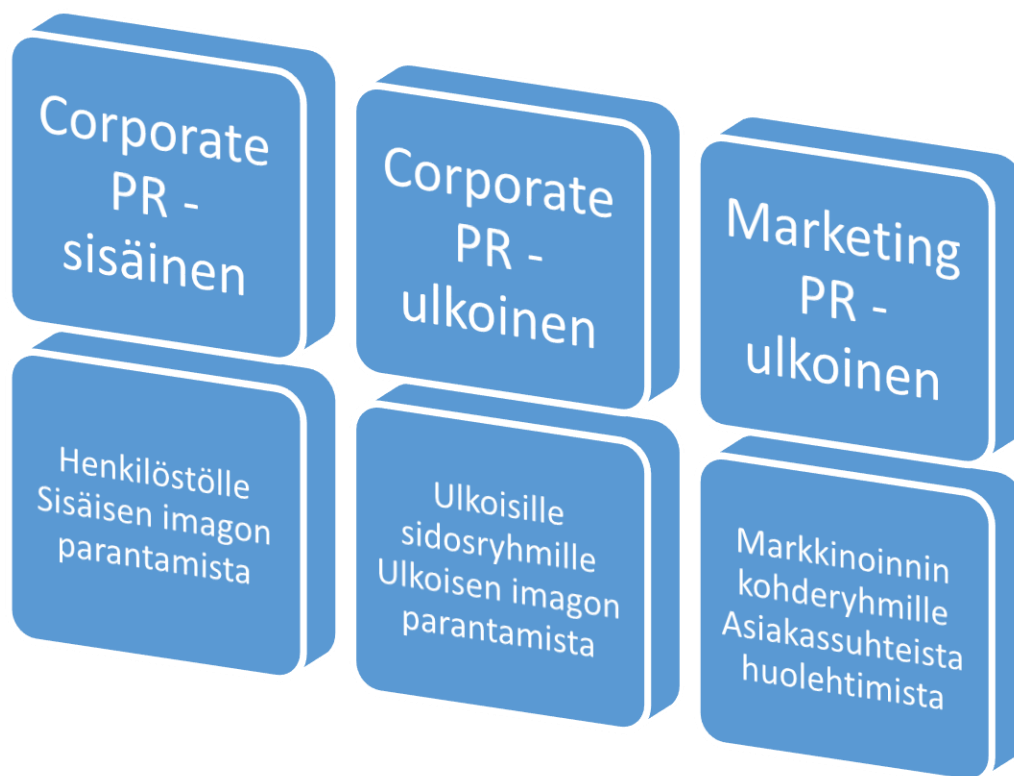 Corporate
PR -
sisäinen
Henkilöstölle
Sisäisen imagon
parantamista
Corporate
PR -
ulkoinen
Ulkoisille
sidosryhmille
Ulkoisen imagon
parantamista
Marketing
PR -
ulkoinen
Markkinoinnin
kohderyhmille
Asiakassuhteista
huolehtimista